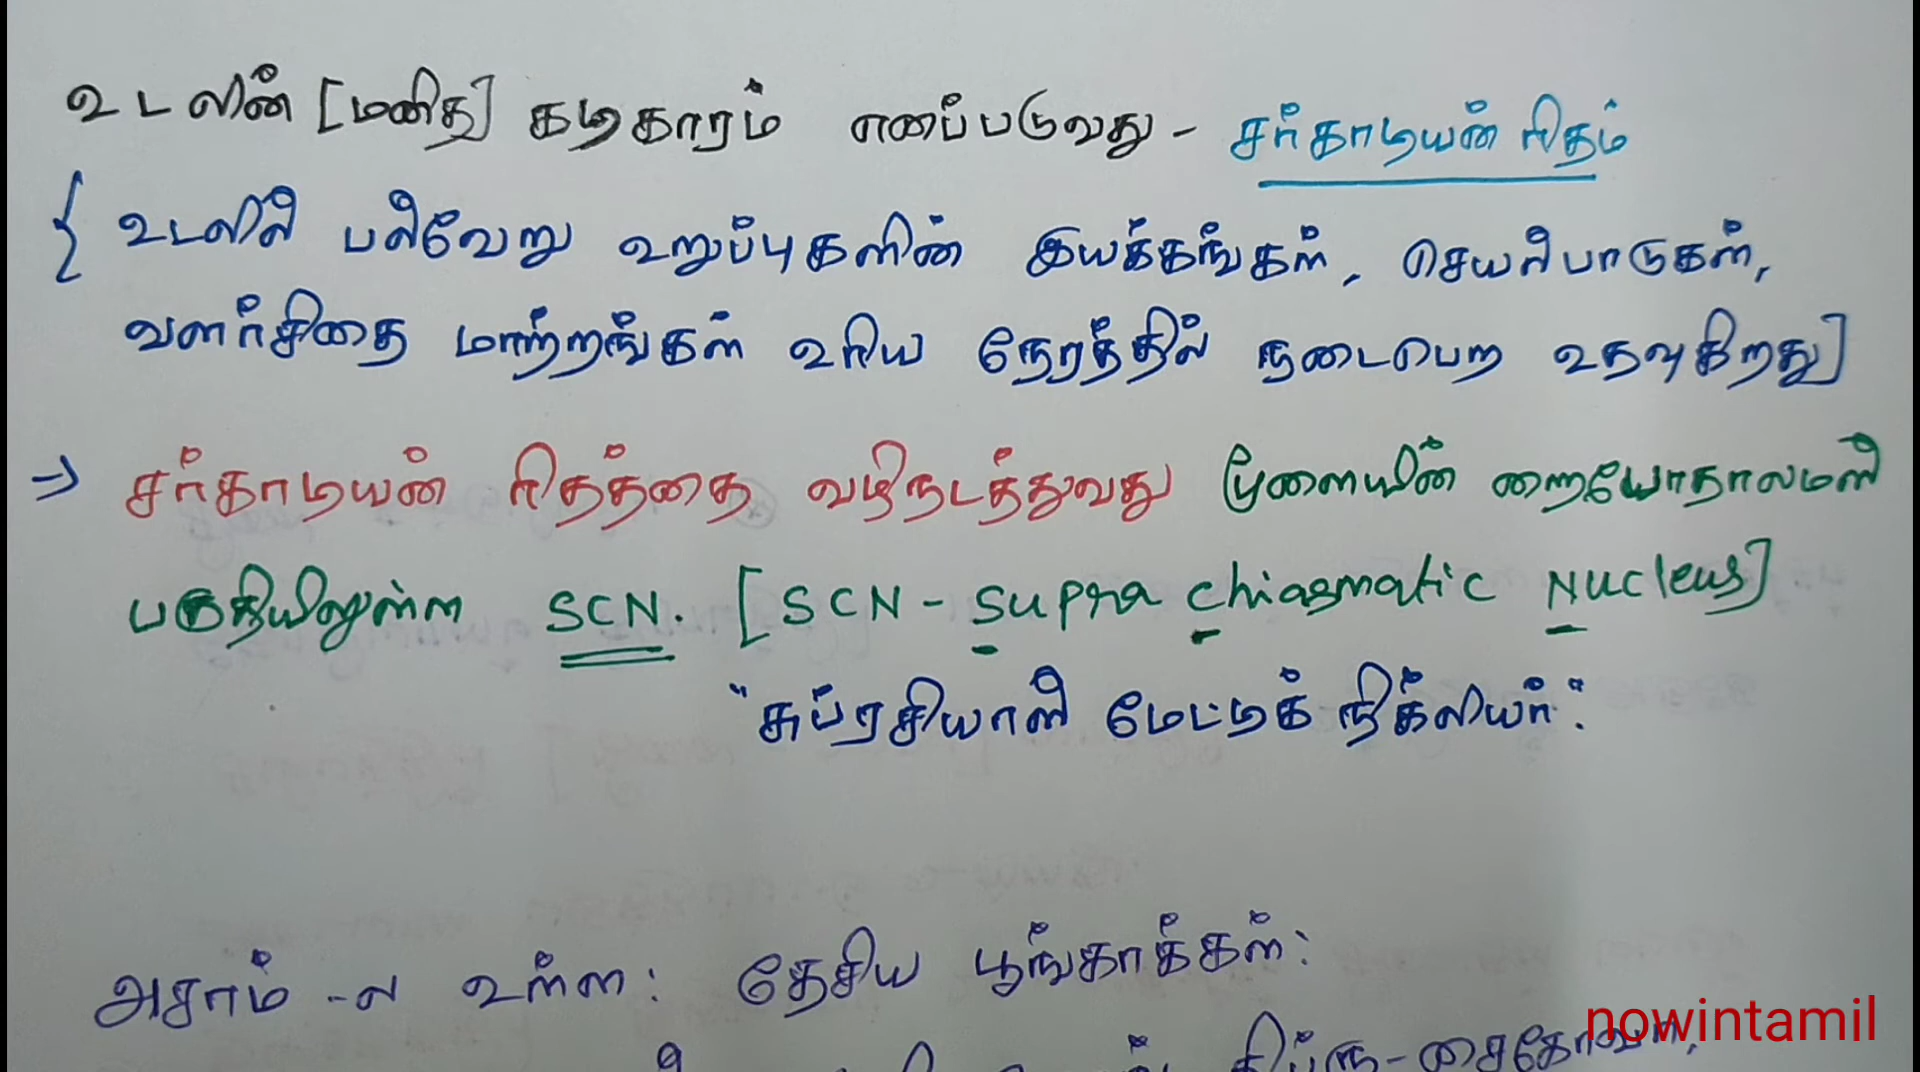 உடலின் [மனித] கடிகாரம் எனப்படுவது - சர்காடியன் ரிதம்
{ உடலில் பல்வேறு உறுப்புகளின் இயக்கங்கள், செயல்பாடுகள்,
வளர்சிதை மாற்றங்கள் உரிய நேரத்தில் நடைபெற உதவுகிறது]
⇒ சர்காடியன் ரிதத்தை வழிநடத்துவது மூளையின் றையோதாலமஸ்
பகுதியிலுள்ள SCN. [SCN - Supra Chiasmatic Nucleus]
"சுப்ரசியாஸ் மேட்டிக் நிக்லியர்"
அசாம் -ல உள்ள: தேசிய பூங்காக்கள்:
திப்ரு-சைகோவா,
nowintamil